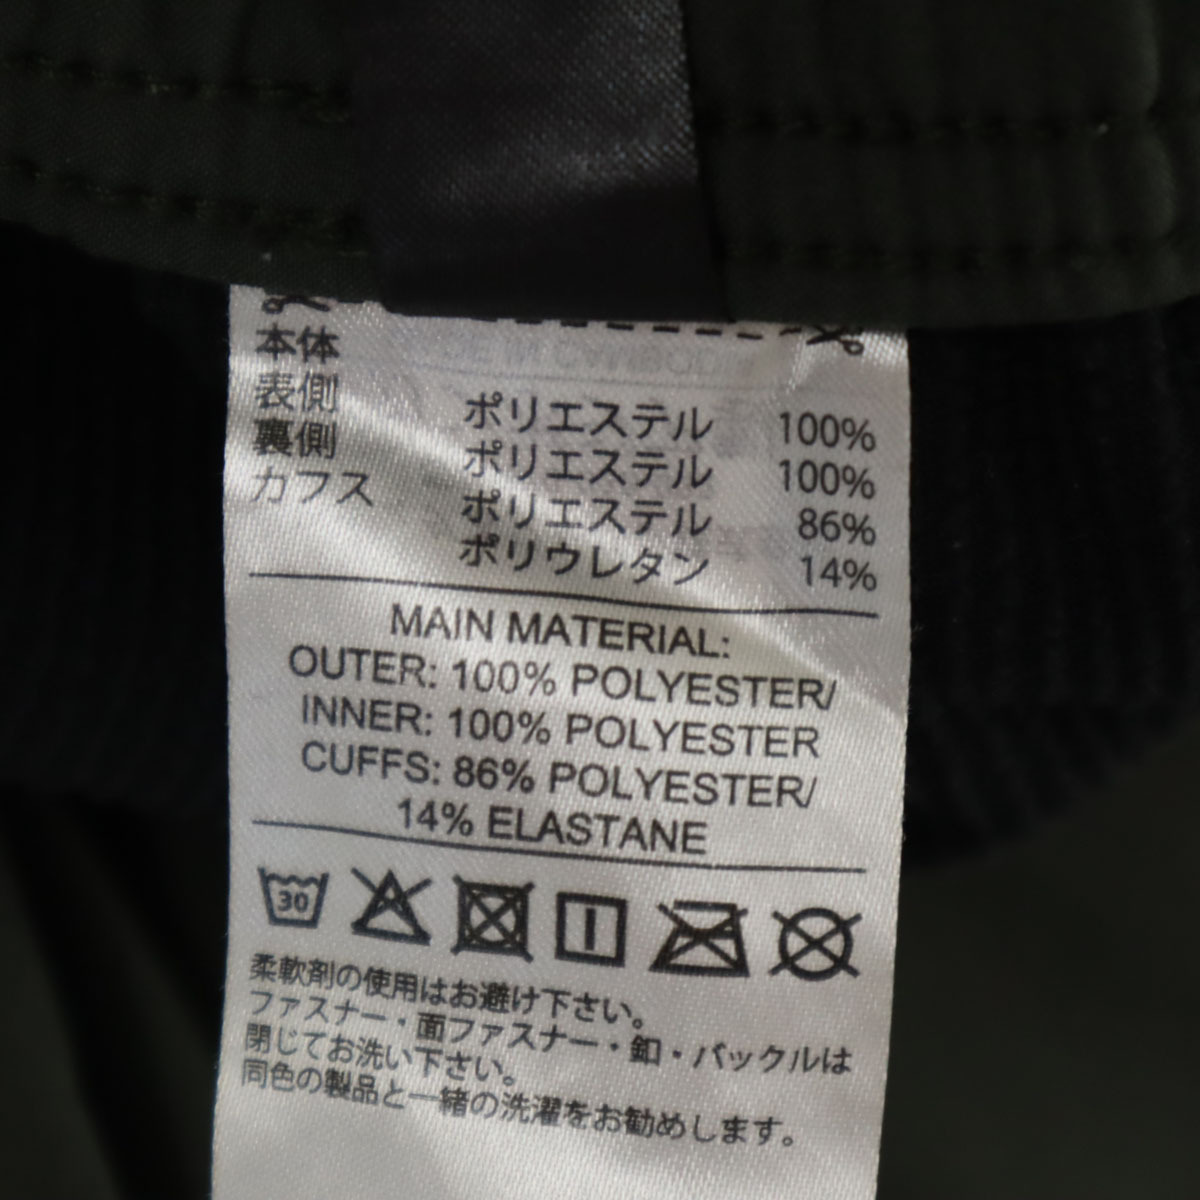 本体
表側 ポリエステル 100%
裏側 ポリエステル 100%
カフス ポリエステル 86%
ポリウレタン 14%
MAIN MATERIAL:
OUTER: 100% POLYESTER/
INNER: 100% POLYESTER
CUFFS: 86% POLYESTER/
14% ELASTANE
30
柔軟剤の使用はお避け下さい。
ファスナー・面ファスナー・釦・バックルは
閉じてお洗い下さい。
同色の製品と一緒の洗濯をお勧めします。